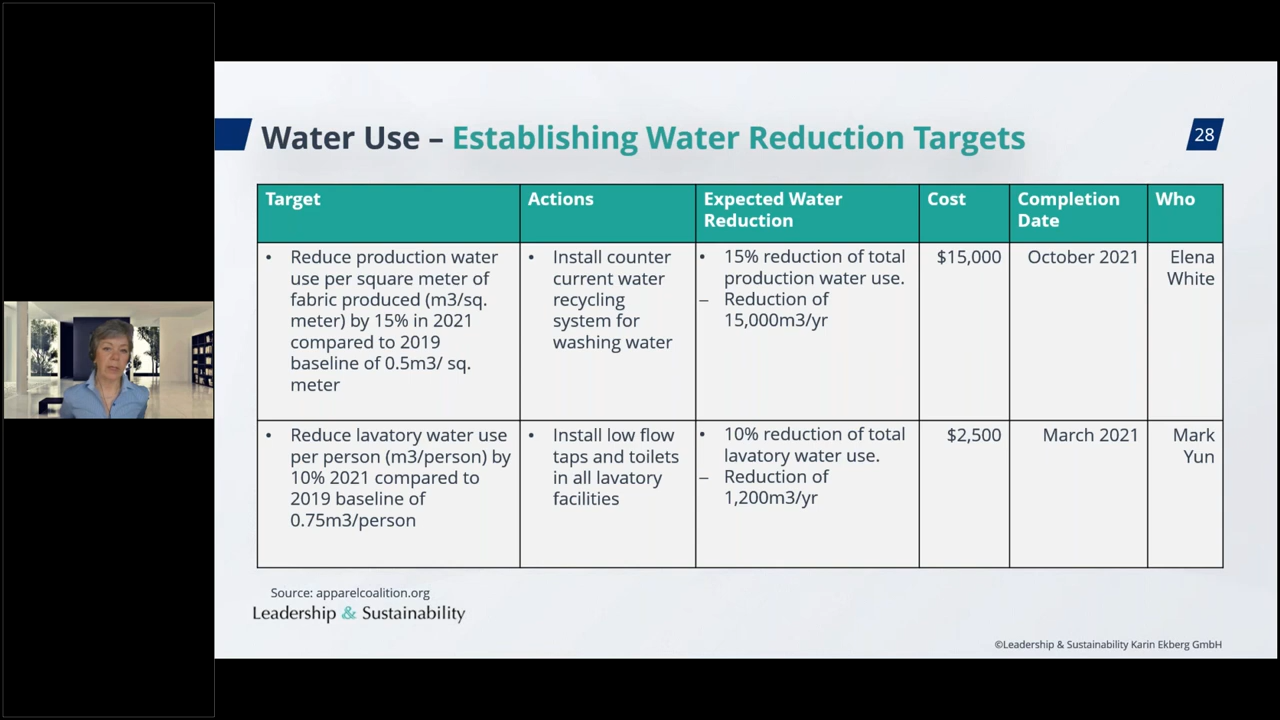 Water Use – Establishing Water Reduction Targets
28
Target
Actions
Expected Water
Reduction
Cost
Completion
Date
Who
• Reduce production water
use per square meter of
fabric produced (m3/sq.
meter) by 15% in 2021
compared to 2019
baseline of 0.5m3/ sq.
meter
• Install counter
current water
recycling
system for
washing water
• 15% reduction of total
production water use.
– Reduction of
15,000m3/yr
$15,000
October 2021
Elena
White
• Reduce lavatory water use
per person (m3/person) by
10% 2021 compared to
2019 baseline of
0.75m3/person
• Install low flow
taps and toilets
in all lavatory
facilities
• 10% reduction of total
lavatory water use.
– Reduction of
1,200m3/yr
$2,500
March 2021
Mark
Yun
Source: apparelcoalition.org
Leadership & Sustainability
©Leadership & Sustainability Karin Ekberg GmbH